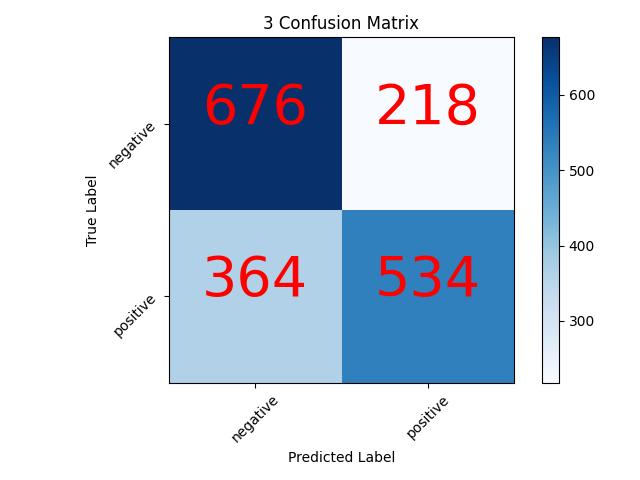 3 Confusion Matrix
True Label
negative
676 218
positive
364 534
negative positive
Predicted Label
600
500
400
300